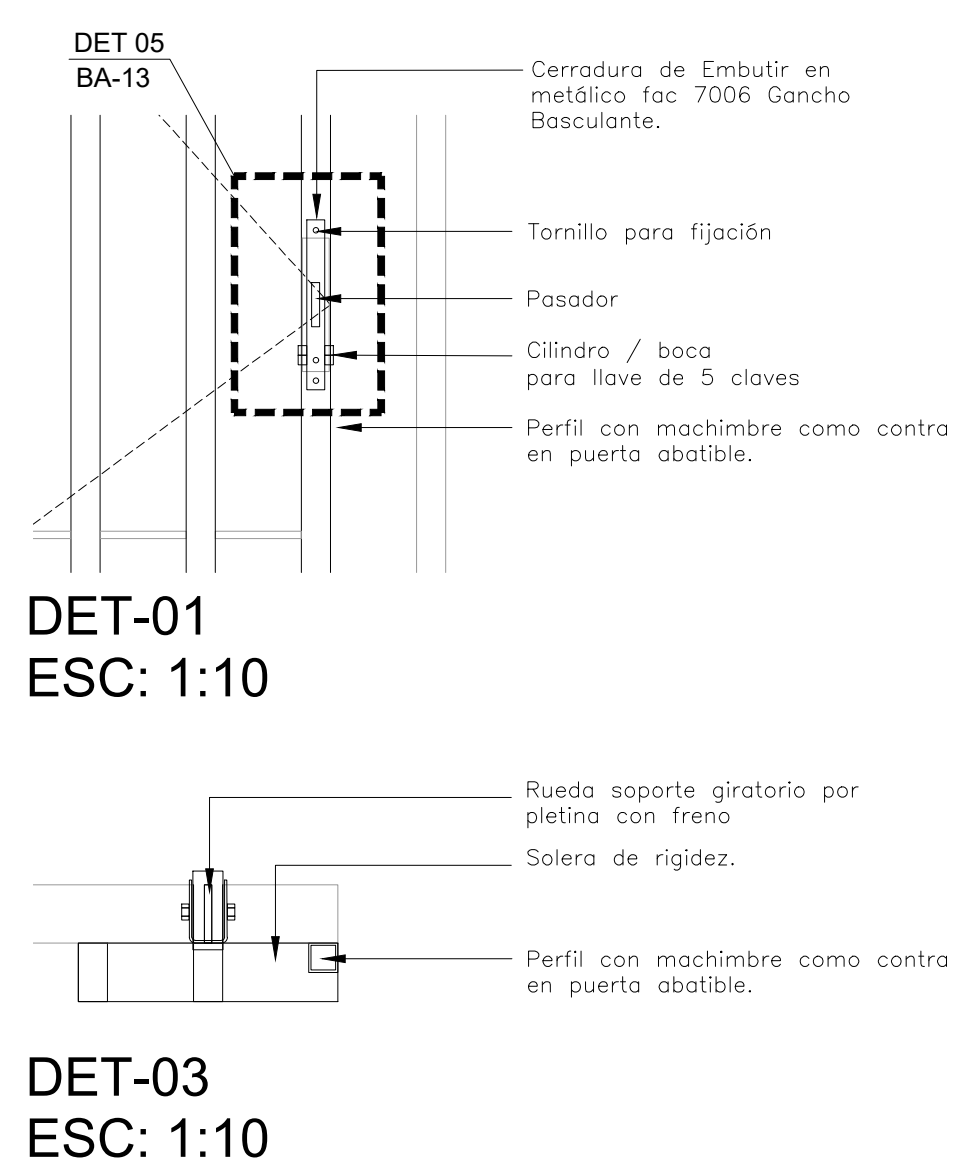 DET 05
BA-13
Cerradura de Embutir en
metálico fac 7006 Gancho
Basculante.
Tornillo para fijación
Pasador
Cilindro / boca
para llave de 5 claves
Perfil con machimbre como contra
en puerta abatible.
DET-01
ESC: 1:10
Rueda soporte giratorio por
pletina con freno
Solera de rigidez.
Perfil con machimbre como contra
en puerta abatible.
DET-03
ESC: 1:10